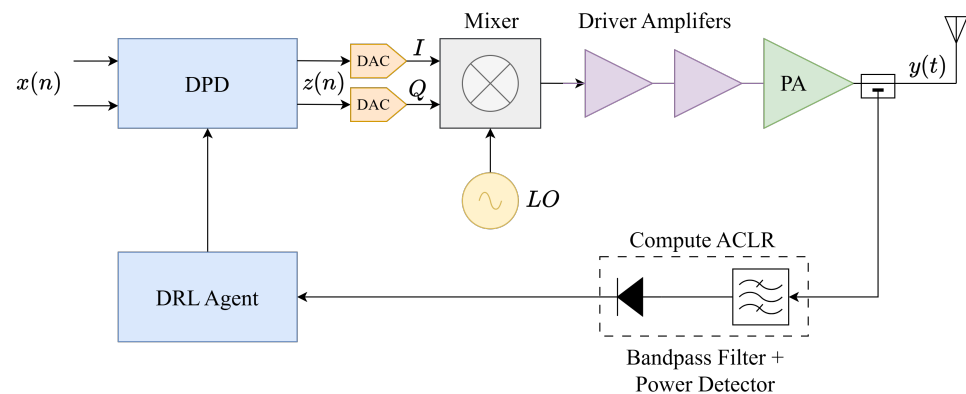 Mixer
Driver Amplifers
x(n)
DPD
DAC
I
z(n)
DAC
Q
PA
y(t)
LO
Compute ACLR
DRL Agent
Bandpass Filter +
Power Detector